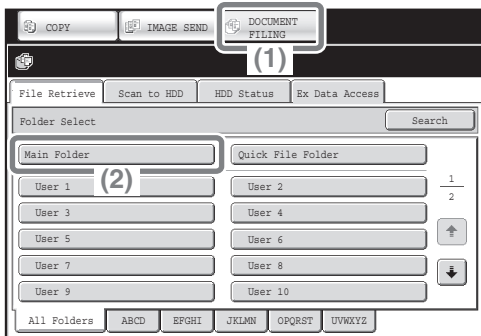 COPY
IMAGE SEND
DOCUMENT
FILING
(1)
File Retrieve
Scan to HDD
HDD Status
Ex Data Access
Folder Select
Search
Main Folder
Quick File Folder
(2)
User 1
User 2
1
2
User 3
User 4
User 5
User 6
User 7
User 8
User 9
User 10
All Folders
ABCD
EFGHI
JKLMN
OPQRST
UVWXYZ